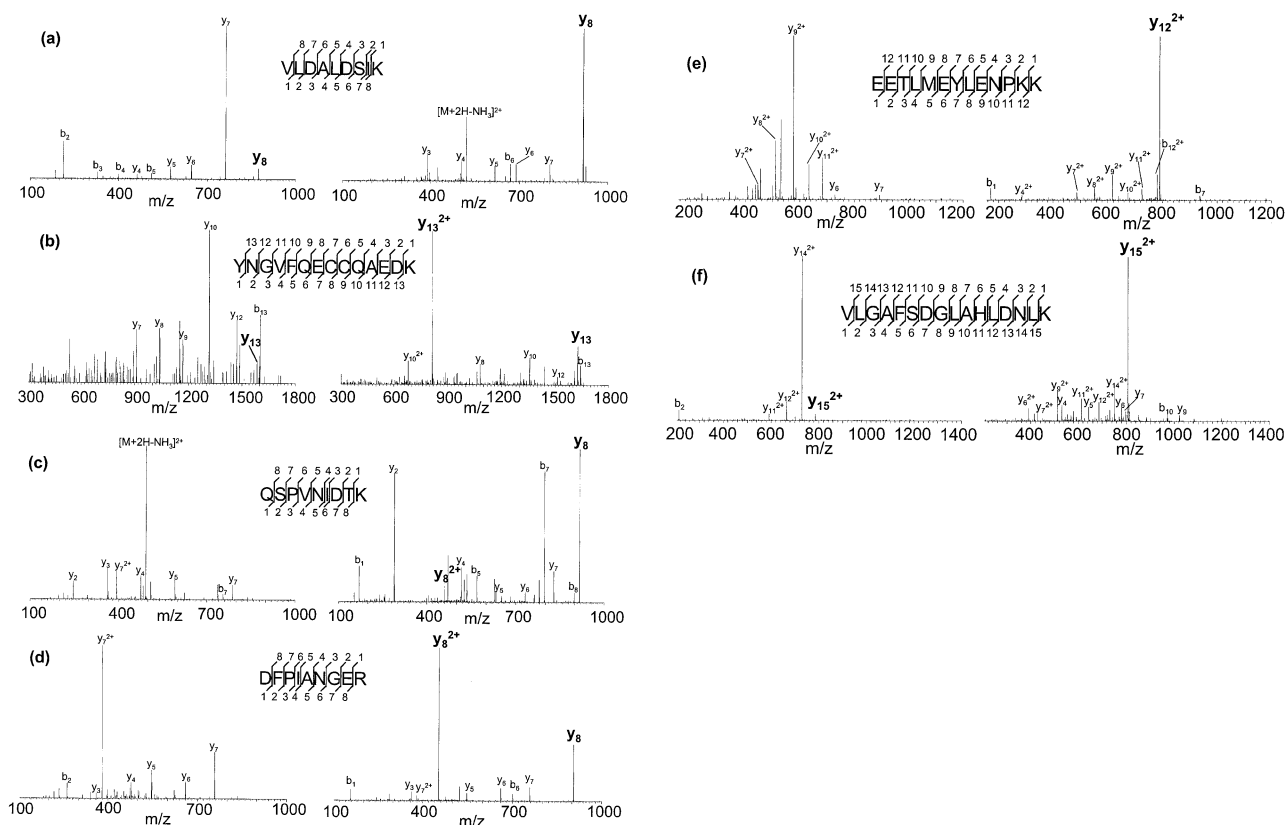 (a)
y7
8 7 6 5 4 3 2 1
VLDALDSIK
1 2 3 4 5 6 7 8
b2 b3 b4 y4 b5 y5 y6 y8
[M+2H-NH3]2+
y8
y3 y4 y5 b6 y6 y7
100 400 700 1000
m/z
100 400 700 1000
m/z
(b)
y10
13 12 11 10 9 8 7 6 5 4 3 2 1
YNGVFQECCQAEDK
1 2 3 4 5 6 7 8 9 10 11 12 13
y7 y8 y9 y12 y13 b13
y13 2+
y10 2+ y8 y10 y12 y13 b13
300 600 900 1200 1500 1800
m/z
300 600 900 1200 1500 1800
m/z
(c)
[M+2H-NH3]2+
8 7 6 5 4 3 2 1
QSPVNIDTK
1 2 3 4 5 6 7 8
y2 y3 y7 2+ y4 y5 b7 y7
b1 y2 y8 2+ y4 b5 y5 y6 b7 y7 b8 y8
100 400 700 1000
m/z
100 400 700 1000
m/z
(d)
y7 2+
8 7 6 5 4 3 2 1
DFPIANGER
1 2 3 4 5 6 7 8
b2 y3 y4 y5 y6 y7
y8 2+
b1 y3 y7 2+ y5 y6 b6 y7 y8
100 400 700 1000
m/z
100 400 700 1000
m/z
(e)
y9 2+
12 11 10 9 8 7 6 5 4 3 2 1
EETLMEYLENPKK
1 2 3 4 5 6 7 8 9 10 11 12
y7 2+ y8 2+ y10 2+ y11 2+ y6 y7
y12 2+
b1 y4 2+ y7 2+ y8 2+ y9 2+ y10 2+ y11 2+ b12 2+ b7
200 400 600 800 1000 1200
m/z
200 400 600 800 1000 1200
m/z
(f)
y14 2+
15 14 13 12 11 10 9 8 7 6 5 4 3 2 1
VLGAFSDGLAHLDNLK
1 2 3 4 5 6 7 8 9 10 11 12 13 14 15
b2 y11 2+ y12 2+ y15 2+
y15 2+
y6 2+ y7 2+ y9 2+ y4 y11 2+ y5 y12 2+ y14 2+ y6 y7 b10 y9
200 400 600 800 1000 1200 1400
m/z
200 400 600 800 1000 1200 1400
m/z